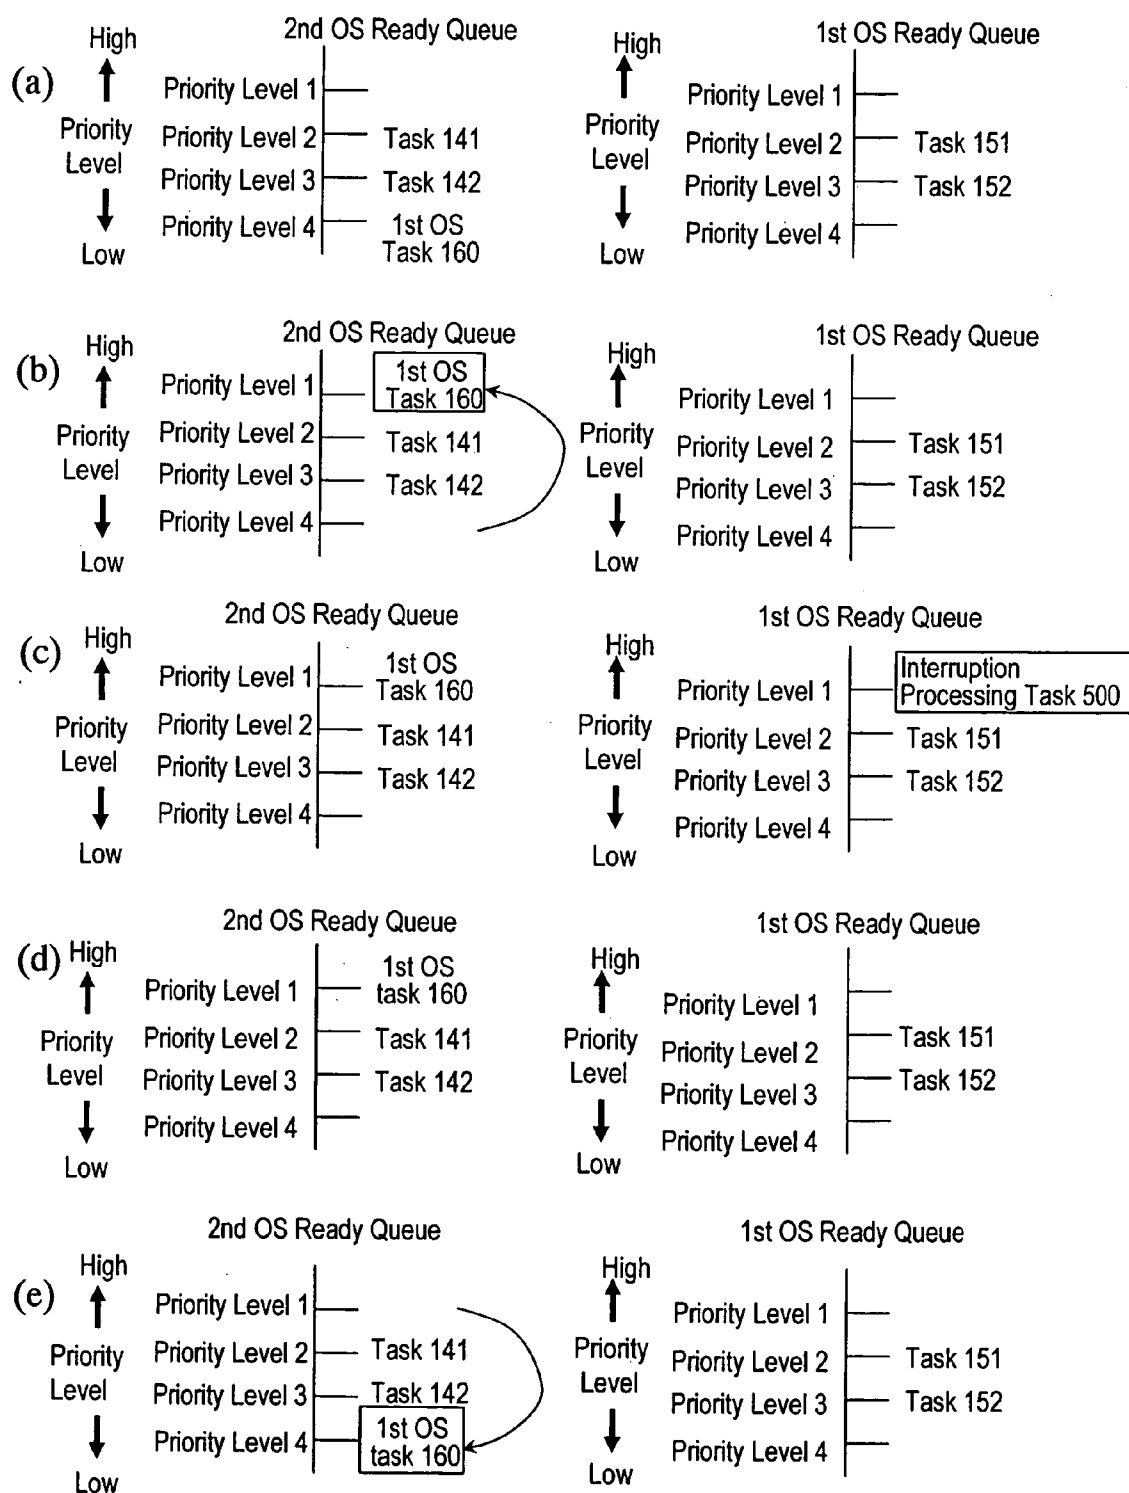 (a)
2nd OS Ready Queue
High
Priority
Level
Low
Priority Level 1
Priority Level 2
Task 141
Priority Level 3
Task 142
Priority Level 4
1st OS
Task 160
1st OS Ready Queue
High
Priority
Level
Low
Priority Level 1
Priority Level 2
Task 151
Priority Level 3
Task 152
Priority Level 4
(b)
2nd OS Ready Queue
High
Priority
Level
Low
Priority Level 1
1st OS
Task 160
Priority Level 2
Task 141
Priority Level 3
Task 142
Priority Level 4
1st OS Ready Queue
High
Priority
Level
Low
Priority Level 1
Priority Level 2
Task 151
Priority Level 3
Task 152
Priority Level 4
(c)
2nd OS Ready Queue
High
Priority
Level
Low
Priority Level 1
1st OS
Task 160
Priority Level 2
Task 141
Priority Level 3
Task 142
Priority Level 4
1st OS Ready Queue
High
Priority
Level
Low
Priority Level 1
Interruption
Processing Task 500
Priority Level 2
Task 151
Priority Level 3
Task 152
Priority Level 4
(d)
2nd OS Ready Queue
High
Priority
Level
Low
Priority Level 1
1st OS
task 160
Priority Level 2
Task 141
Priority Level 3
Task 142
Priority Level 4
1st OS Ready Queue
High
Priority
Level
Low
Priority Level 1
Priority Level 2
Task 151
Priority Level 3
Task 152
Priority Level 4
(e)
2nd OS Ready Queue
High
Priority
Level
Low
Priority Level 1
Priority Level 2
Task 141
Priority Level 3
Task 142
Priority Level 4
1st OS
task 160
1st OS Ready Queue
High
Priority
Level
Low
Priority Level 1
Priority Level 2
Task 151
Priority Level 3
Task 152
Priority Level 4